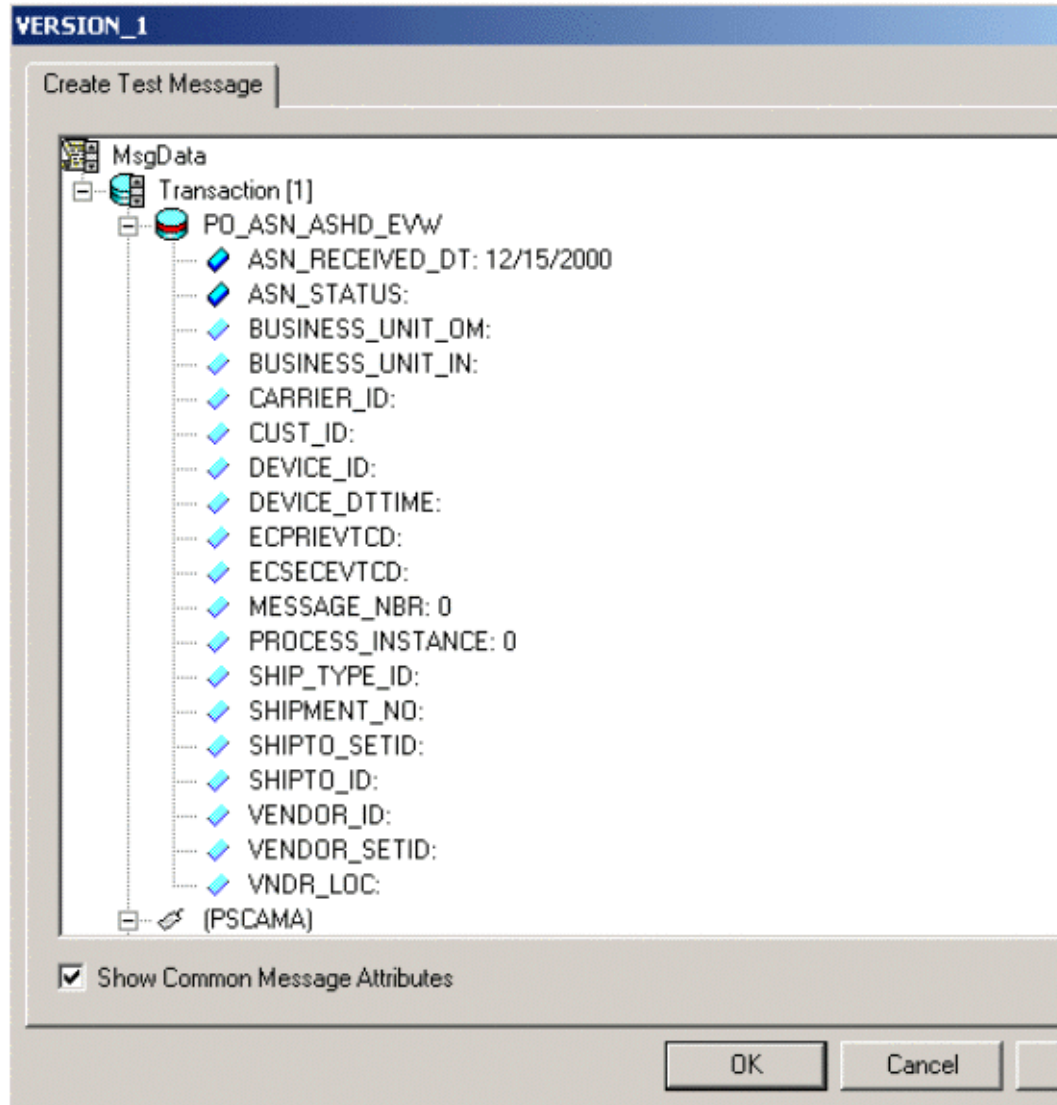 VERSION_1
Create Test Message
MsgData
Transaction [1]
PO_ASN_ASHD_EVW
ASN_RECEIVED_DT: 12/15/2000
ASN_STATUS:
BUSINESS_UNIT_OM:
BUSINESS_UNIT_IN:
CARRIER_ID:
CUST_ID:
DEVICE_ID:
DEVICE_DTTIME:
ECPRIEVTCD:
ECSECEVTCD:
MESSAGE_NBR: 0
PROCESS_INSTANCE: 0
SHIP_TYPE_ID:
SHIPMENT_NO:
SHIPTO_SETID:
SHIPTO_ID:
VENDOR_ID:
VENDOR_SETID:
VNDR_LOC:
(PSCAMA)
Show Common Message Attributes
OK Cancel